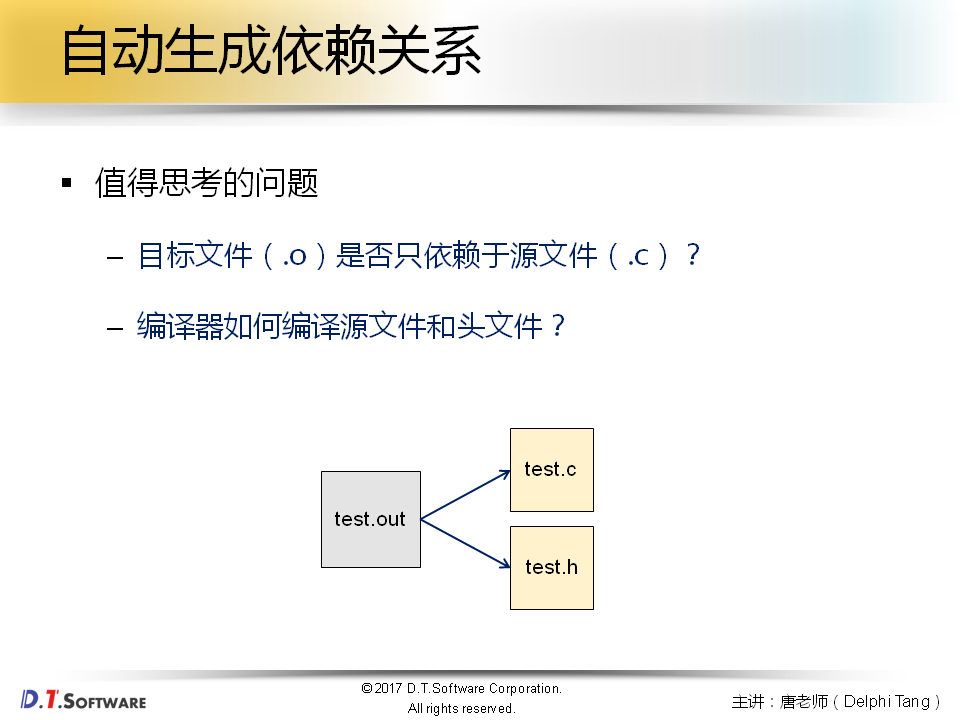 自动生成依赖关系
▪ 值得思考的问题
– 目标文件（.o）是否只依赖于源文件（.c）？
– 编译器如何编译源文件和头文件？
test.c
test.out
test.h
D.T.SOFTWARE
©2017 D.T.Software Corporation.
All rights reserved.
主讲：唐老师（Delphi Tang）